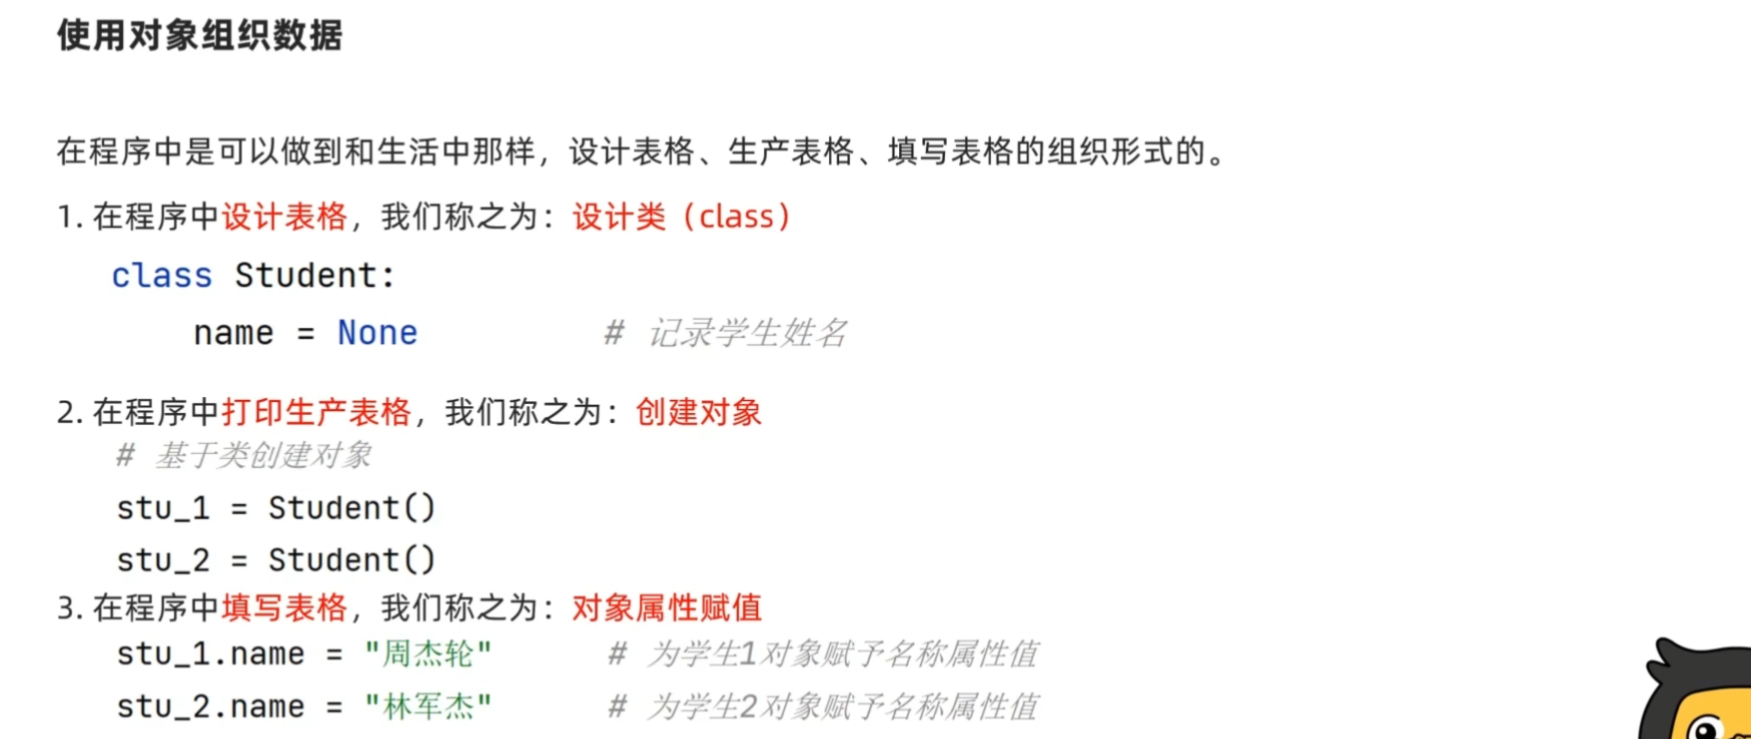 使用对象组织数据
在程序中是可以做到和生活中那样，设计表格、生产表格、填写表格的组织形式的。
1. 在程序中设计表格，我们称之为：设计类（class）
class Student:
name = None # 记录学生姓名
2. 在程序中打印生产表格，我们称之为：创建对象
# 基于类创建对象
stu_1 = Student()
stu_2 = Student()
3. 在程序中填写表格，我们称之为：对象属性赋值
stu_1.name = "周杰轮" # 为学生1对象赋予名称属性值
stu_2.name = "林军杰" # 为学生2对象赋予名称属性值